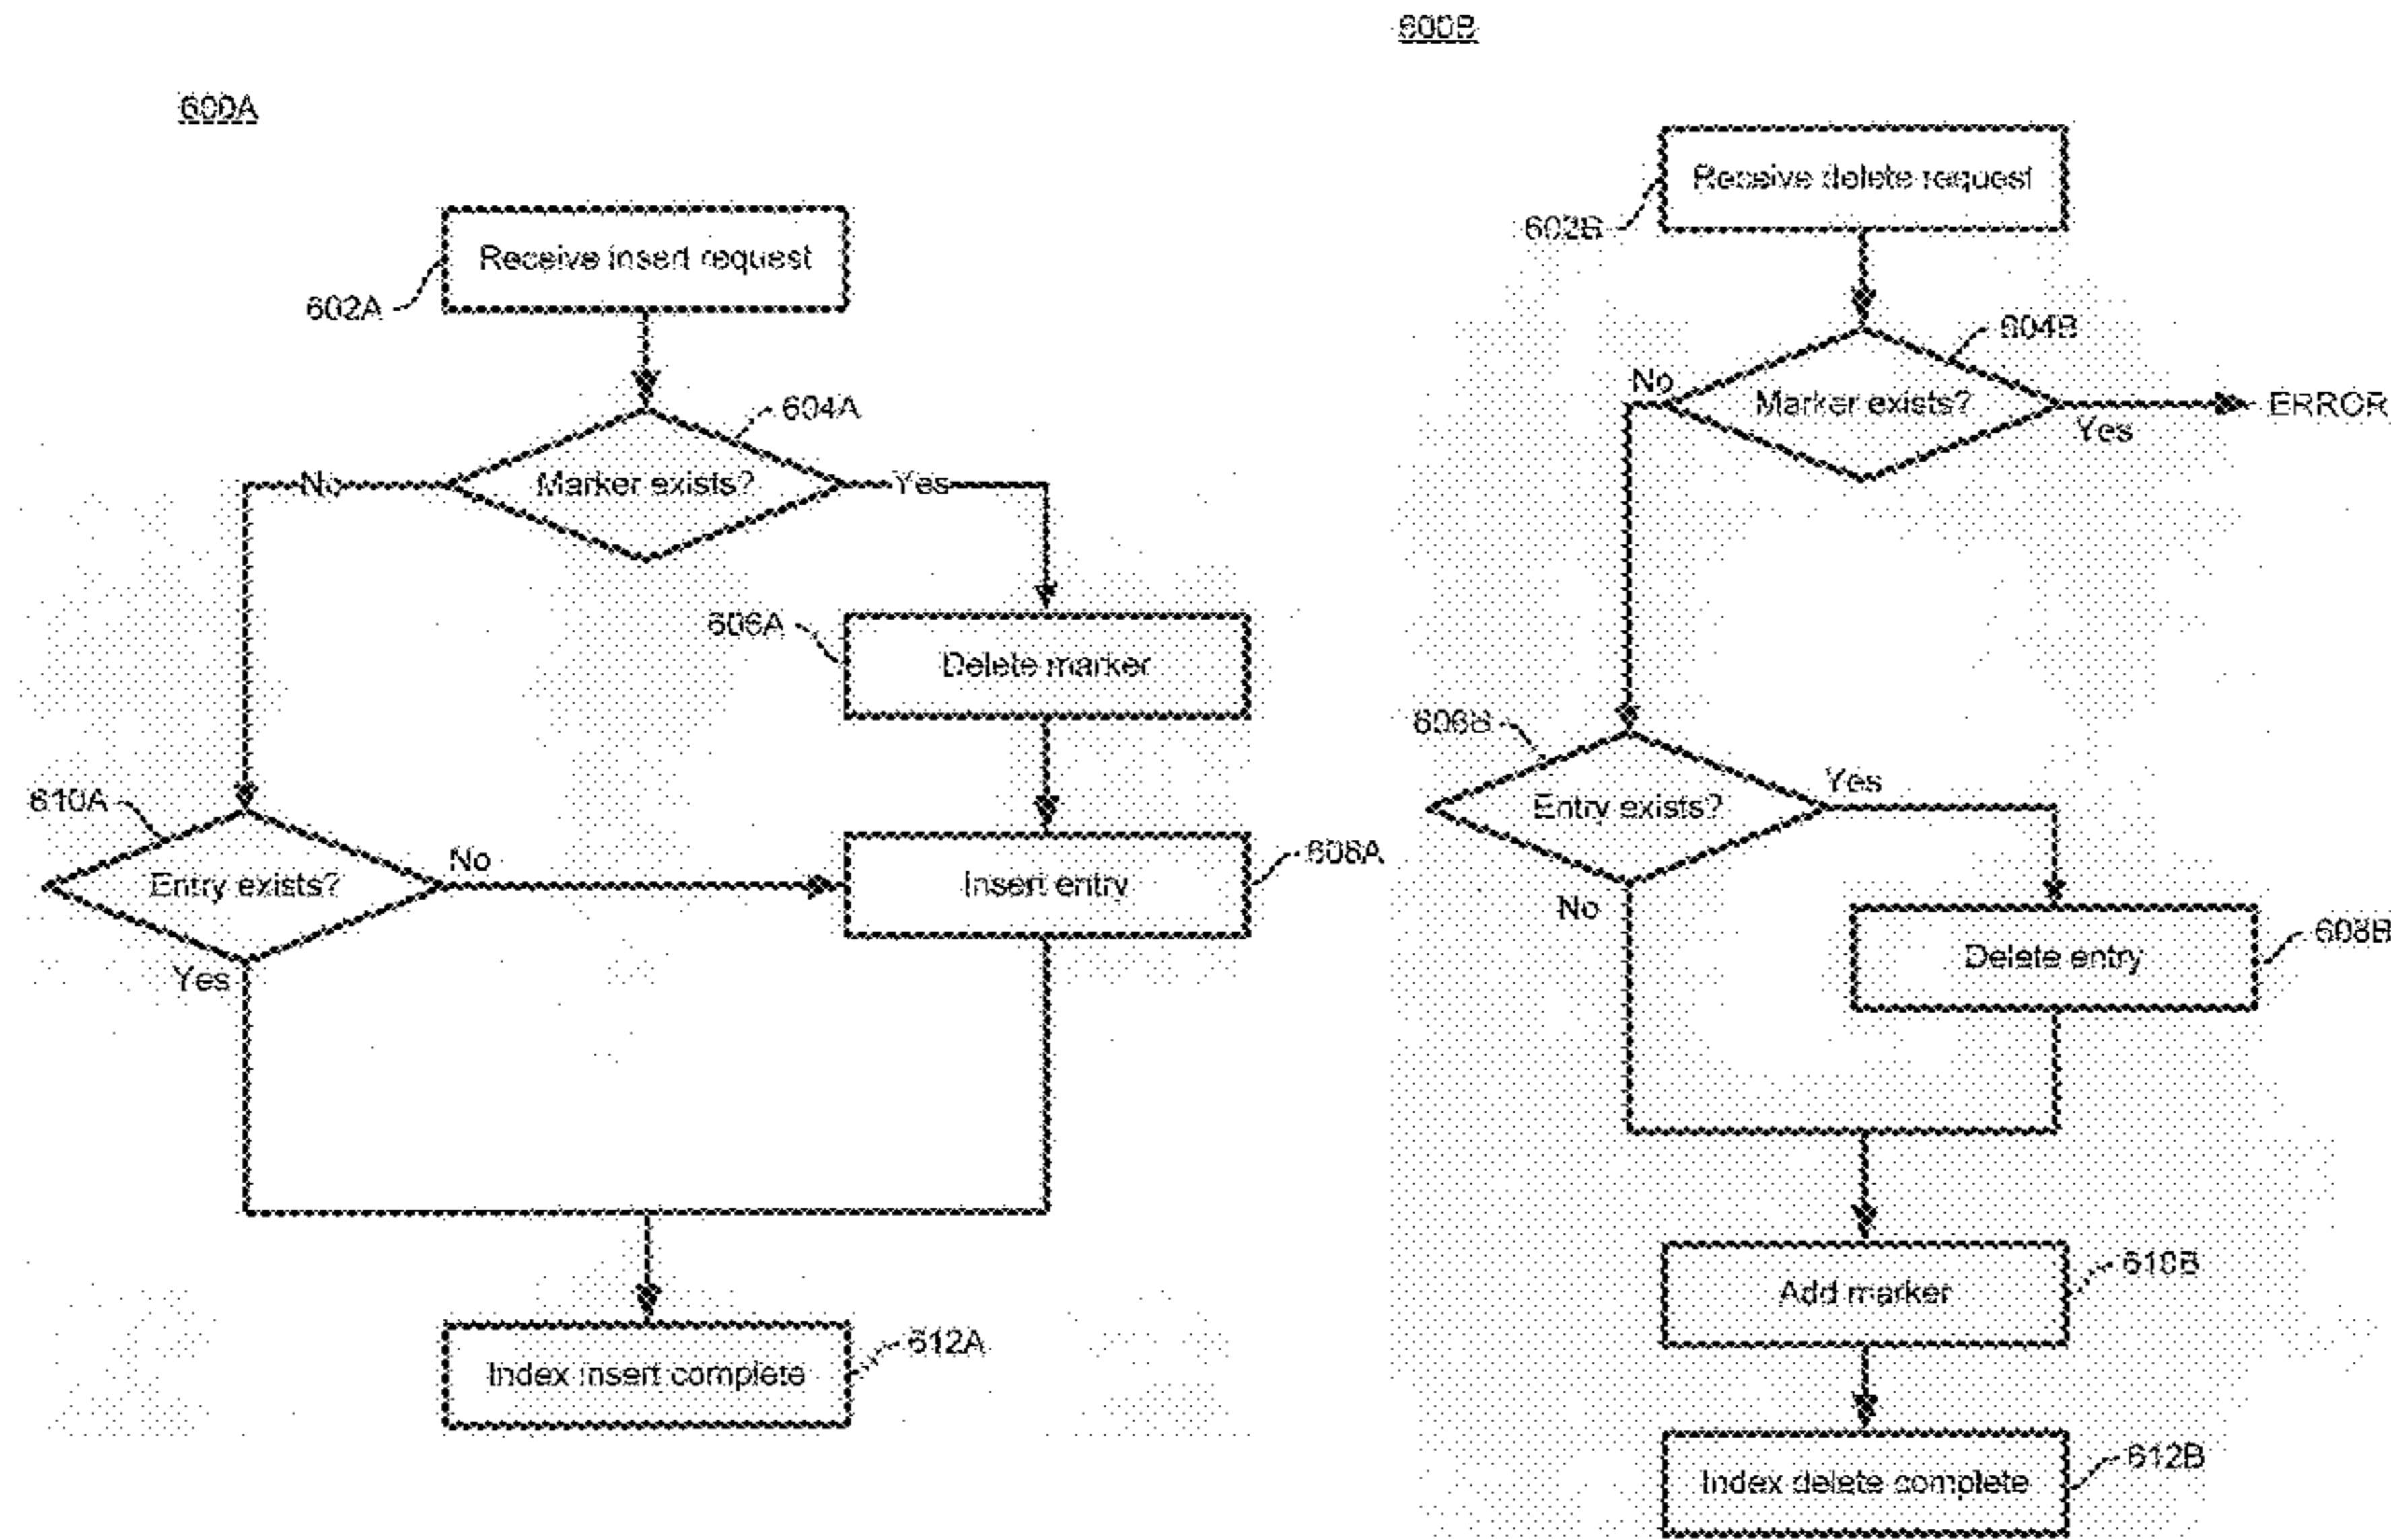 600A
Receive insert request
602A
604A
Marker exists?
No
Yes
606A
Delete marker
610A
Entry exists?
No
Yes
Insert entry
608A
Index insert complete
612A
600B
Receive delete request
602B
604B
Marker exists?
No
Yes
ERROR
606B
Entry exists?
Yes
No
Delete entry
608B
Add marker
610B
Index delete complete
612B